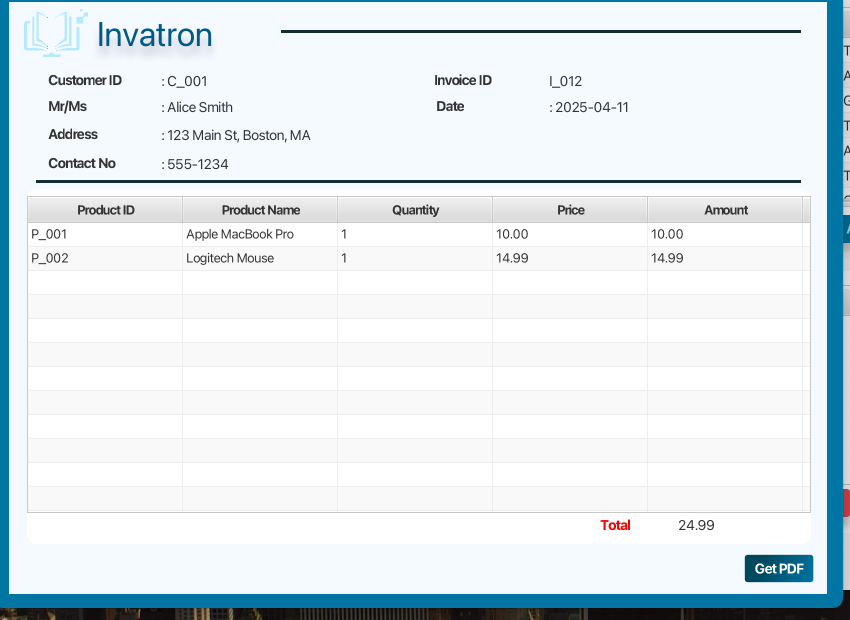 Invatron
Customer ID : C_001 Invoice ID I_012
Mr/Ms : Alice Smith Date : 2025-04-11
Address : 123 Main St, Boston, MA
Contact No : 555-1234
Product ID Product Name Quantity Price Amount
P_001 Apple MacBook Pro 1 10.00 10.00
P_002 Logitech Mouse 1 14.99 14.99
Total 24.99
Get PDF